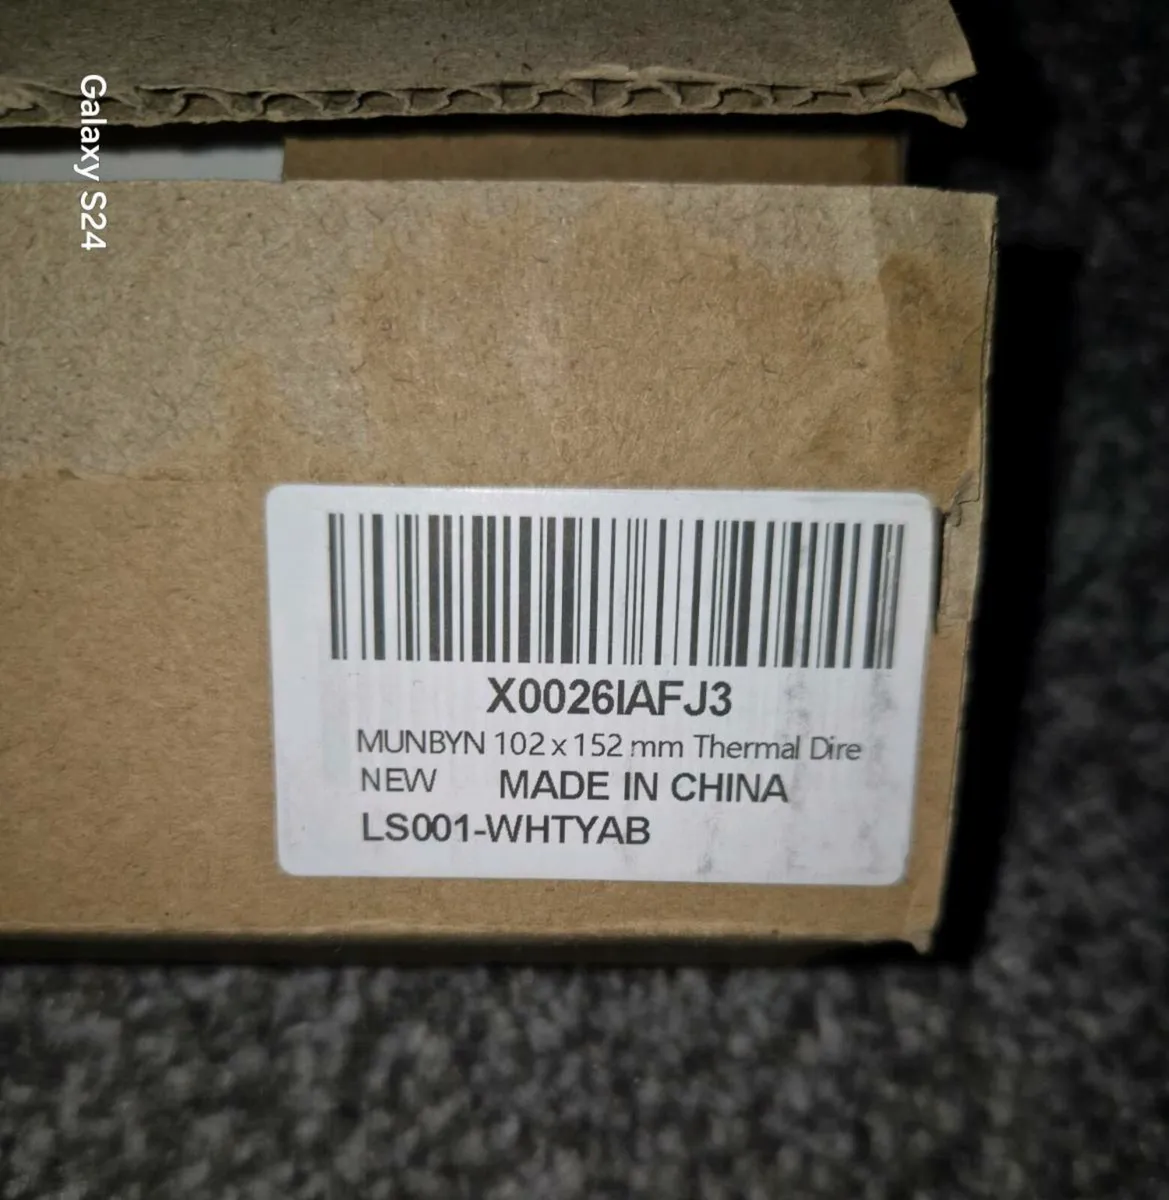 Galaxy S24
X0026IAFJ3
MUNBYN 102 x 152 mm Thermal Dire
NEW MADE IN CHINA
LS001-WHTYAB